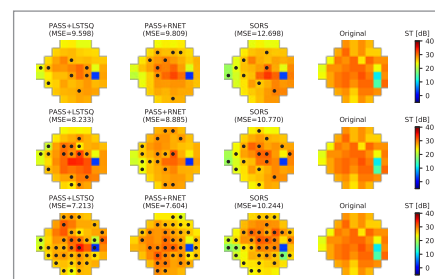 PASS+LSTSQ PASS+RNET SORS Original ST [dB]
(MSE=9.598) (MSE=9.809) (MSE=12.698)
40
30
20
10
0
PASS+LSTSQ PASS+RNET SORS Original ST [dB]
(MSE=8.233) (MSE=8.885) (MSE=10.770)
40
30
20
10
0
PASS+LSTSQ PASS+RNET SORS Original ST [dB]
(MSE=7.213) (MSE=7.604) (MSE=10.244)
40
30
20
10
0